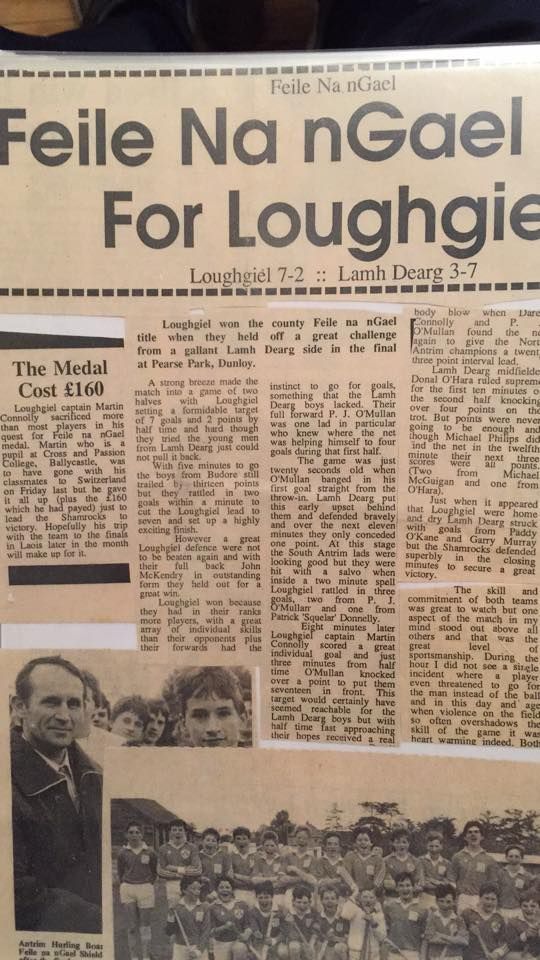 Feile Na nGael
Feile Na nGael
For Loughgie
Loughgiel 7-2 :: Lamh Dearg 3-7
The Medal
Cost £160
Loughgiel captain Martin
Connolly sacrificed more
than most players in his
quest for Feile na nGael
medal. Martin who is a
pupil at Cross and Passion
College, Ballycastle, was
to have gone with his
classmates to Switzerland
on Friday last but he gave
it all up (plus the £160
which he had payed) just to
lead the Shamrocks to
victory. Hopefully his trip
with the team to the finals
in Laois later in the month
will make up for it.
Loughgiel won the county Feile na nGael
title when they held off a great challenge
from a gallant Lamh Dearg side in the final
at Pearse Park, Dunloy.
A strong breeze made the
match into a game of two
halves with Loughgiel
setting a formidable target
of 7 goals and 2 points by
half time and hard though
they tried the young men
from Lamh Dearg just could
not pull it back.
With five minutes to go
the boys from Budore still
trailed by thirteen points
but they rattled in two
goals within a minute to
cut the Loughgiel lead to
seven and set up a highly
exciting finish.
However a great
Loughgiel defence were not
to be beaten again and with
their full back John
McKendry in outstanding
form they held out for a
great win.
Loughgiel won because
they had in their ranks
more players, with a great
array of individual skills
than their opponents plus
their forwards had the
instinct to go for goals,
something that the Lamh
Dearg boys lacked. Their
full forward P. J. O'Mullan
was one lad in particular
who knew where the net
was helping himself to four
goals during that first half.
The game was just
twenty seconds old when
O'Mullan banged in his
first goal straight from the
throw-in. Lamh Dearg put
this early upset behind
them and defended bravely
and over the next eleven
minutes they only conceded
one point. At this stage
the South Antrim lads were
looking good but they were
hit with a salvo when
inside a two minute spell
Loughgiel rattled in three
goals, two from P. J.
O'Mullan and one from
Patrick 'Squelar' Donnelly.
Eight minutes later
Loughgiel captain Martin
Connolly scored a great
individual goal and just
three minutes from half
time O'Mullan knocked
over a point to put them
seventeen in front. This
target would certainly have
seemed reachable for the
Lamh Dearg boys but with
half time fast approaching
their hopes received a real
body blow when Dare
Connolly and P.
O'Mullan found the
again to give the Nort
Antrim champions a twent
three point interval lead.
Lamh Dearg midfielde
Donal O'Hara ruled supreme
for the first ten minutes o
the second half knocking
over four points on the
trot. But points were never
going to be enough and
though Michael Philips did
ind the net in the twelfth
minute their next three
scores were all points.
(Two from Michael
McGuigan and one from
O'Hara).
Just when it appeared
that Loughgiel were home
and dry Lamh Dearg struck
with goals from Paddy
O'Kane and Garry Murray
but the Shamrocks defended
superbly in the closing
minutes to secure a great
victory.
The skill and
commitment of both teams
was great to watch but one
aspect of the match in my
mind stood out above all
others and that was the
great level of
sportsmanship. During the
hour I did not see a single
incident where a player
even threatened to go for
the man instead of the ball
and in this day and age
when violence on the field
so often overshadows the
skill of the game it was
heart warming indeed. Both
Antrim Hurling Boar
Feile na nGael Shield